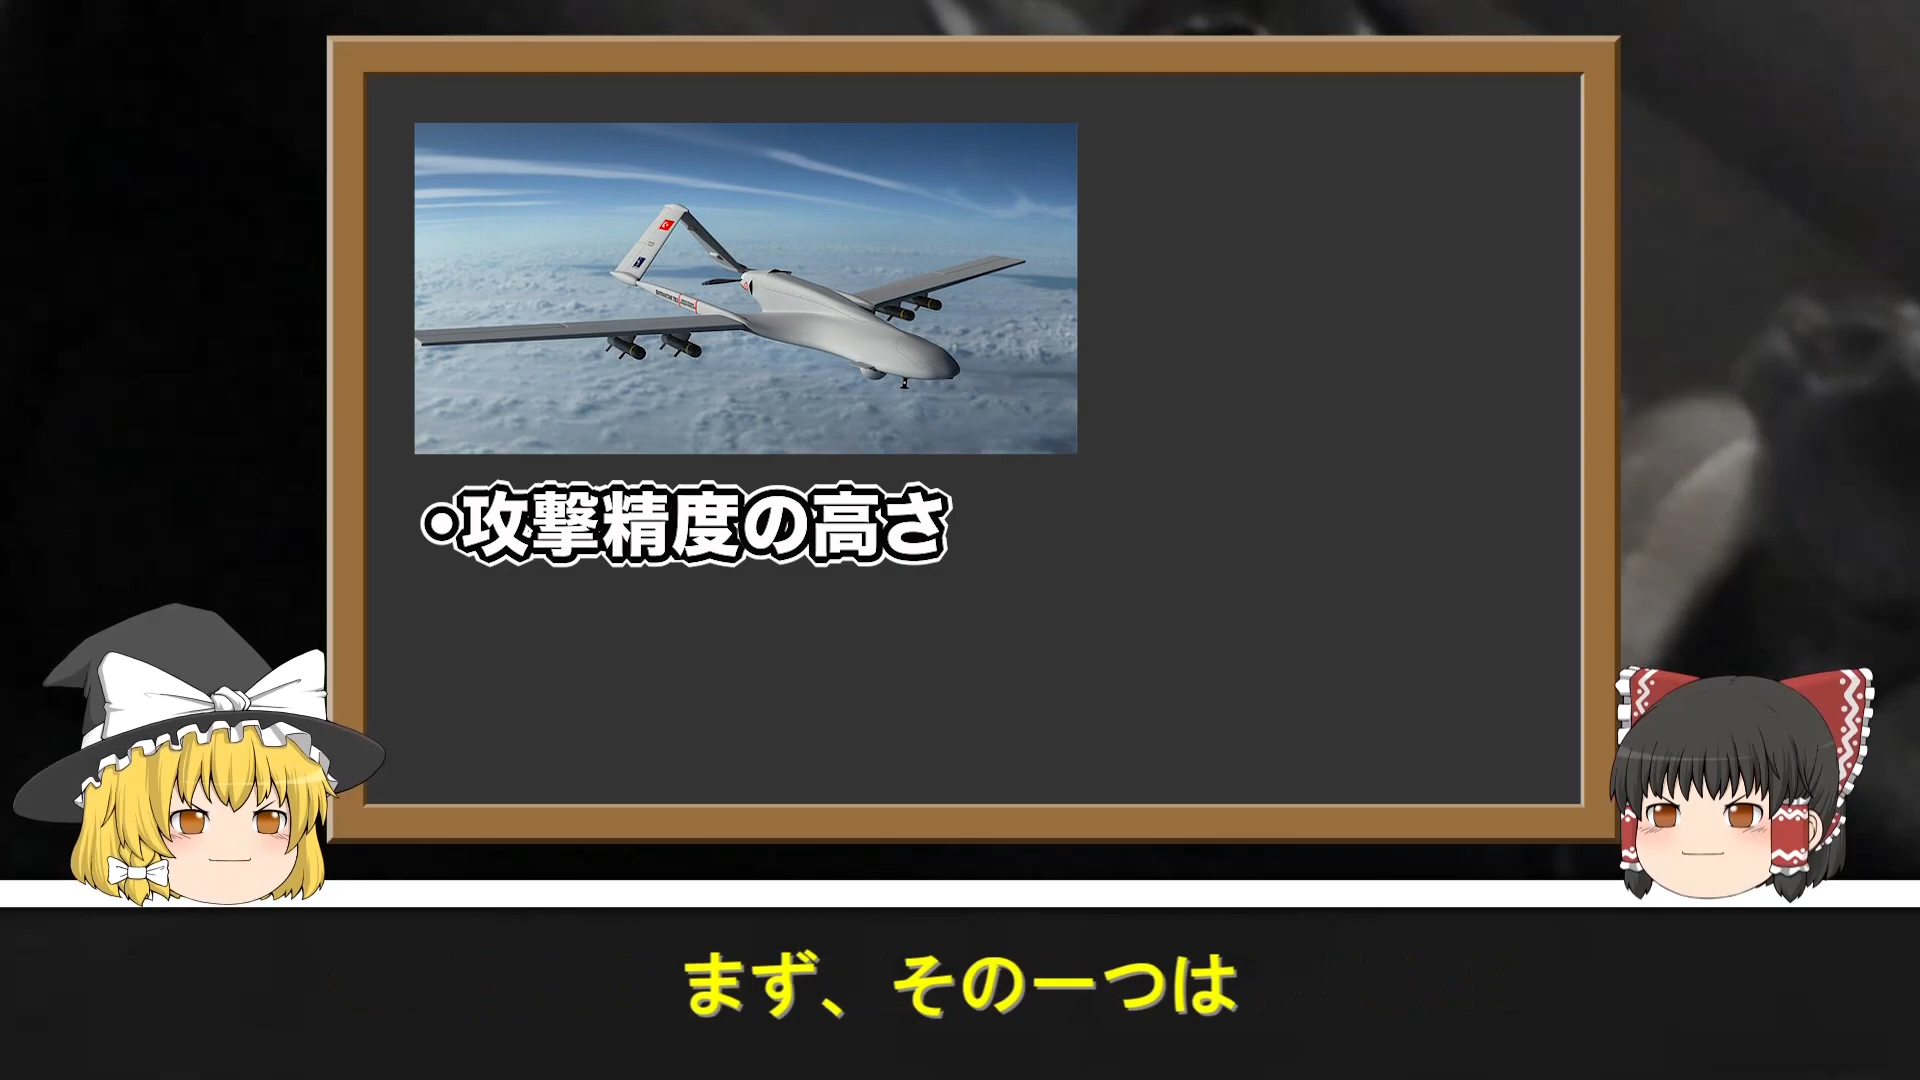 ・攻撃精度の高さ
まず、その一つは